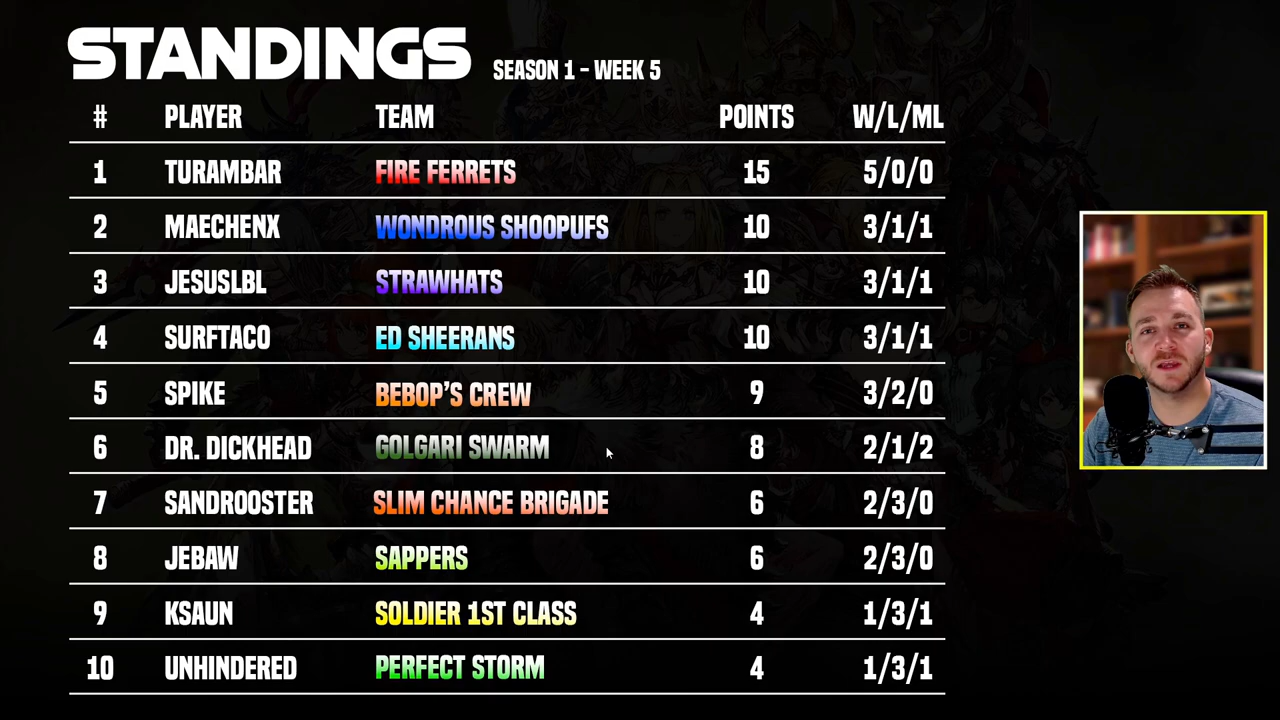 STANDINGS SEASON 1 - WEEK 5
# PLAYER TEAM POINTS W/L/ML
1 TURAMBAR FIRE FERRETS 15 5/0/0
2 MAECHENX WONDROUS SHOOPUFS 10 3/1/1
3 JESUSLBL STRAWHATS 10 3/1/1
4 SURFTACO ED SHEERANS 10 3/1/1
5 SPIKE BEBOP'S CREW 9 3/2/0
6 DR. DICKHEAD GOLGARI SWARM 8 2/1/2
7 SANDROOSTER SLIM CHANCE BRIGADE 6 2/3/0
8 JEBAW SAPPERS 6 2/3/0
9 KSAUN SOLDIER 1ST CLASS 4 1/3/1
10 UNHINDERED PERFECT STORM 4 1/3/1